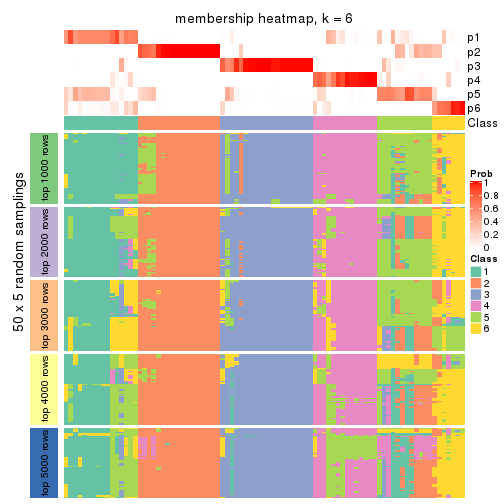 membership heatmap, k = 6
p1
p2
p3
p4
p5
p6
Class
50 x 5 random samplings
top 1000 rows
top 2000 rows
top 3000 rows
top 4000 rows
top 5000 rows
Prob
1
0.8
0.6
0.4
0.2
0
Class
1
2
3
4
5
6